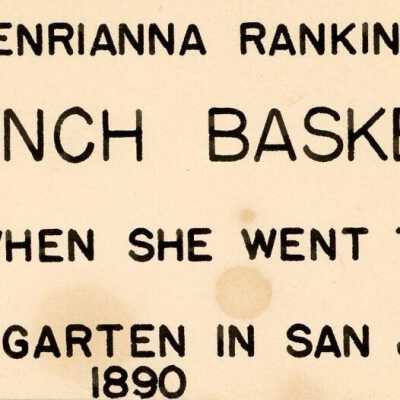 ENRIANNA RANKIN
NCH BASKE
WHEN SHE WENT
GARTEN IN SAN
1890